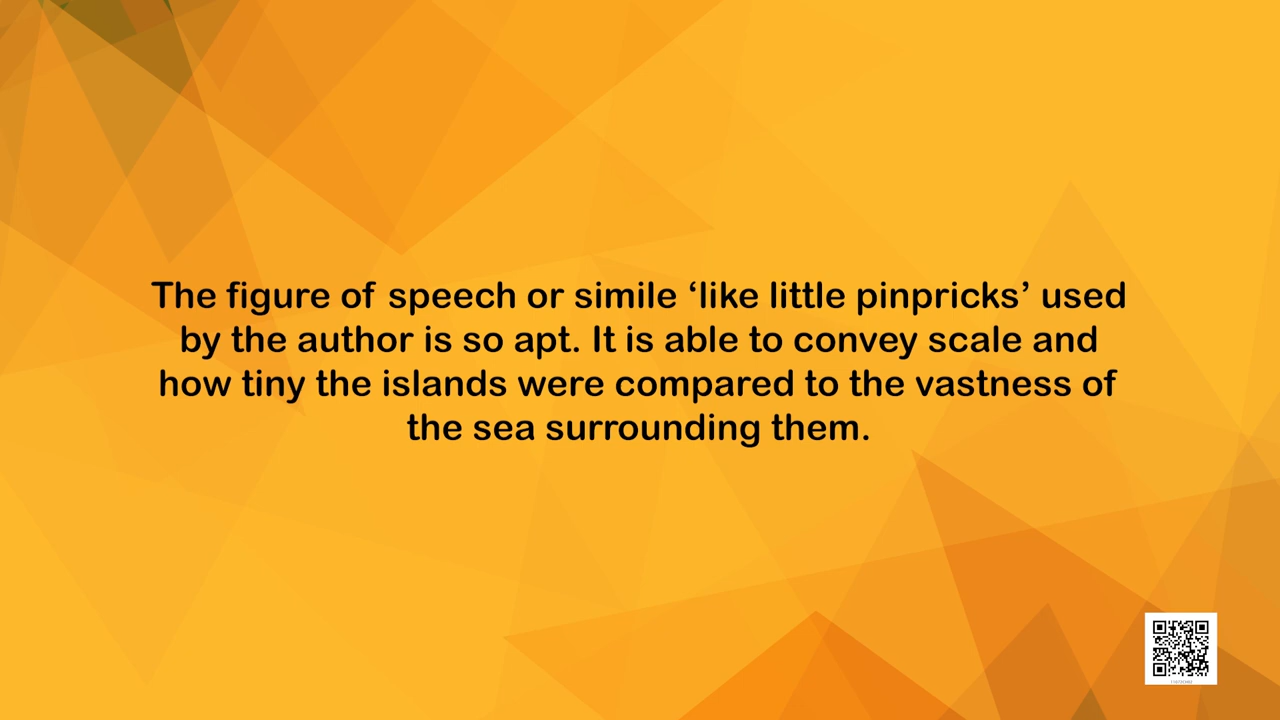 The figure of speech or simile ‘like little pinpricks’ used
by the author is so apt. It is able to convey scale and
how tiny the islands were compared to the vastness of
the sea surrounding them.